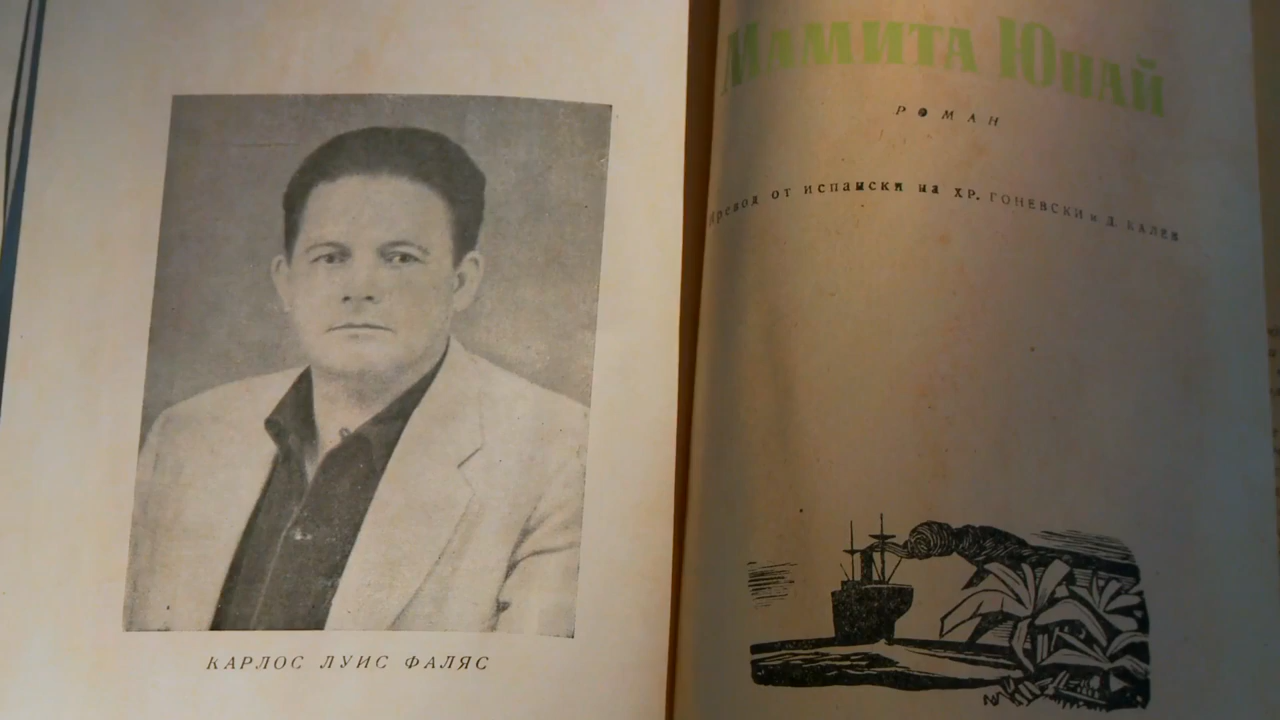 КАРЛОС ЛУИС ФАЛЯС
Мамита Юнай
РОМАН
Превод от испански на ХР. ГОНЕВСКИ и Д. КАЛЕВ